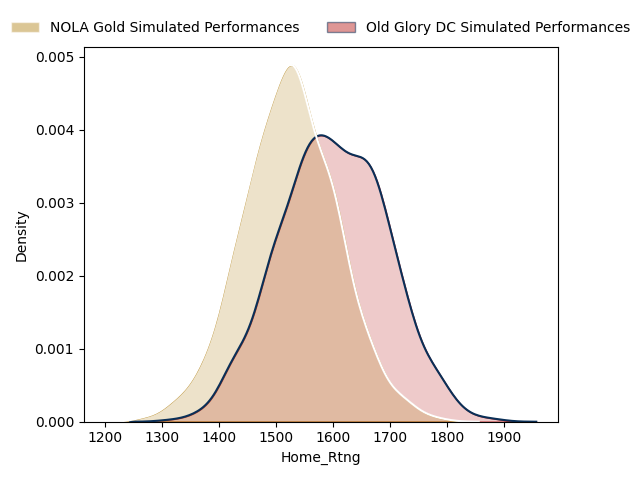 NOLA Gold Simulated Performances Old Glory DC Simulated Performances
0.005
0.004
0.003
0.002
0.001
0.000
Density
1200 1300 1400 1500 1600 1700 1800 1900
Home_Rtng